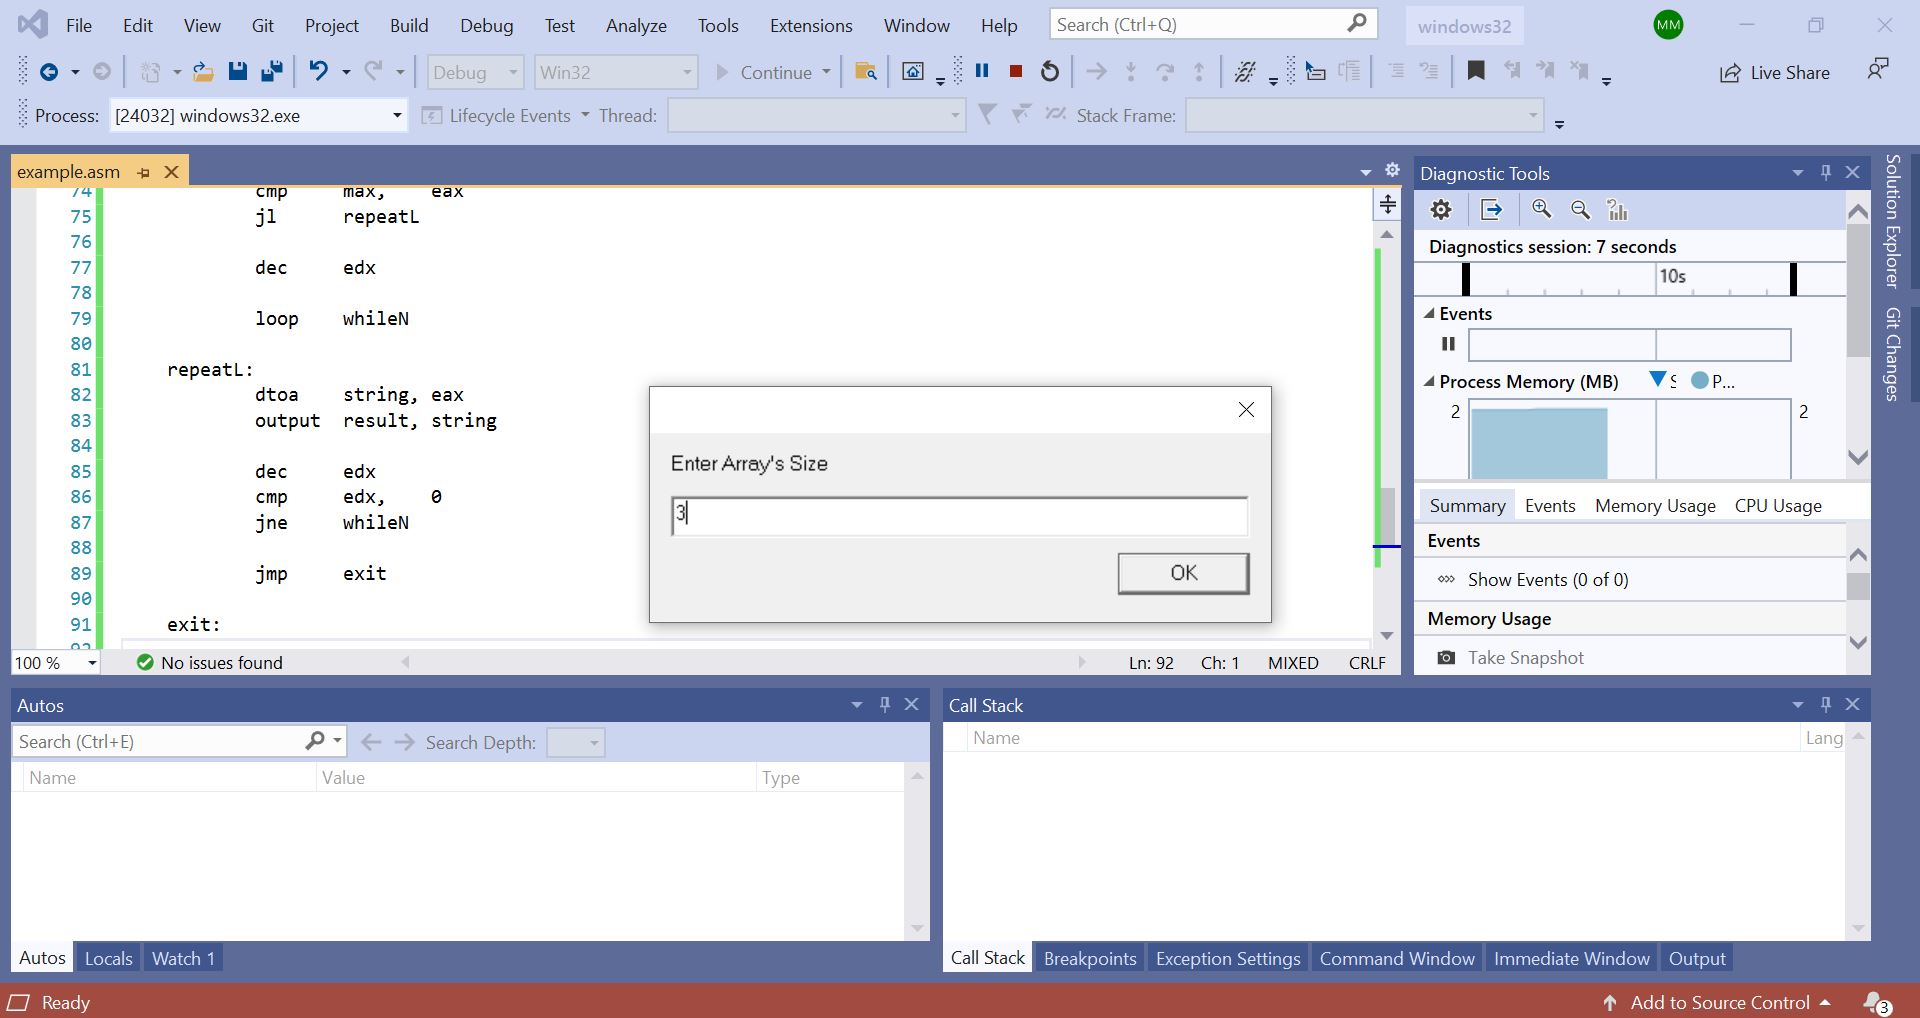 File Edit View Git Project Build Debug Test Analyze Tools Extensions Window Help Search (Ctrl+Q) windows32 MM
Debug Win32 Continue Live Share
Process: [24032] windows32.exe Lifecycle Events Thread: Stack Frame:
example.asm
74 cmp max, eax
75 jl repeatL
76
77 dec edx
78
79 loop whileN
80
81 repeatL:
82 dtoa string, eax
83 output result, string
84
85 dec edx
86 cmp edx, 0
87 jne whileN
88
89 jmp exit
90
91 exit:
92
100 % No issues found Ln: 92 Ch: 1 MIXED CRLF
Enter Array's Size
3
OK
Diagnostic Tools
Diagnostics session: 7 seconds
10s
Events
Process Memory (MB) S P...
2 2
Summary Events Memory Usage CPU Usage
Events
Show Events (0 of 0)
Memory Usage
Take Snapshot
Solution Explorer
Git Changes
Autos
Search (Ctrl+E) Search Depth:
Name Value Type
Autos Locals Watch 1
Call Stack
Name Lang
Call Stack Breakpoints Exception Settings Command Window Immediate Window Output
Ready Add to Source Control 3